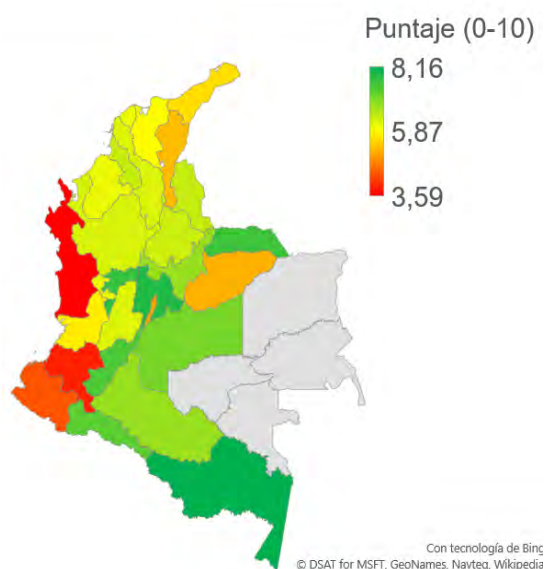 Puntaje (0-10)
8,16
5,87
3,59
Con tecnología de Bing
© DSAT for MSFT, GeoNames, Navteq, Wikipedia